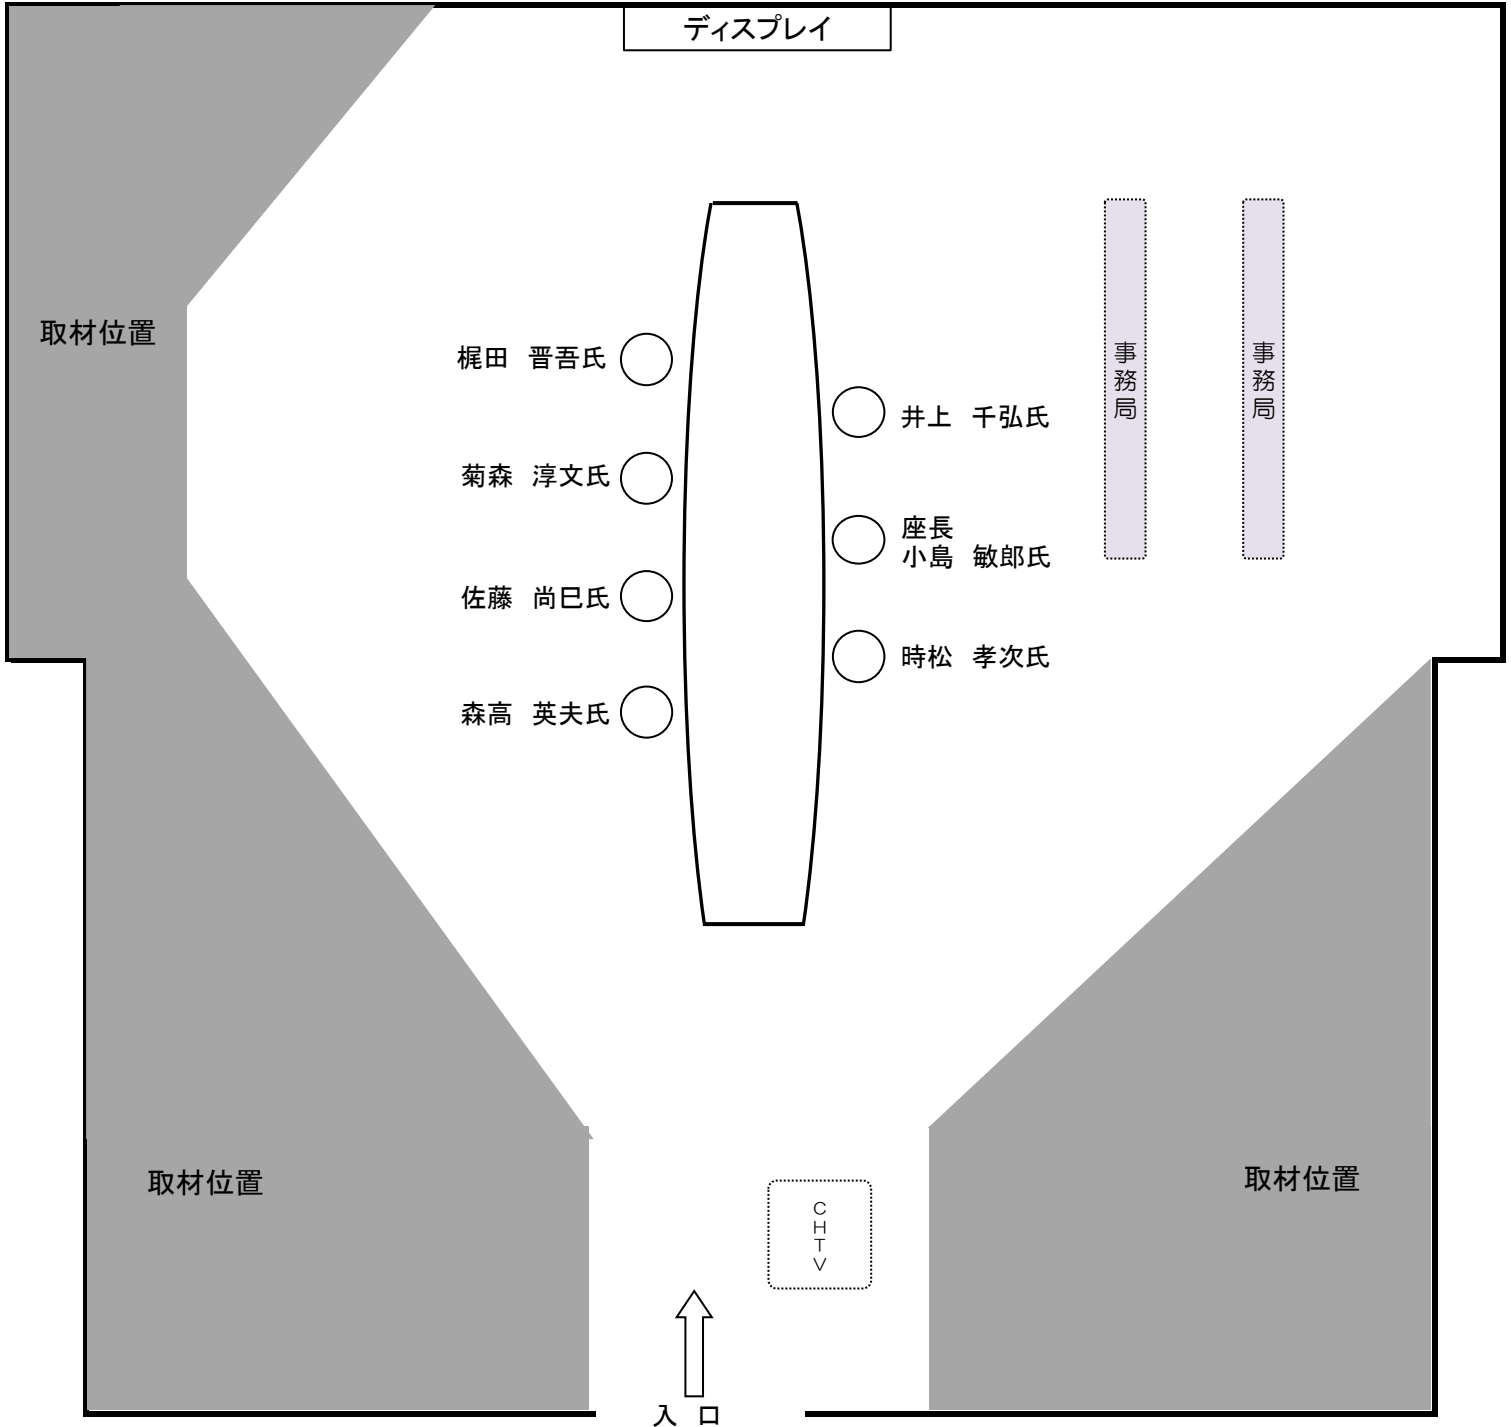 ディスプレイ
取材位置
梶田　晋吾氏
菊森　淳文氏
佐藤　尚巳氏
森高　英夫氏
井上　千弘氏
座長
小島　敏郎氏
時松　孝次氏
事務局
事務局
取材位置
取材位置
CHTV
入　口